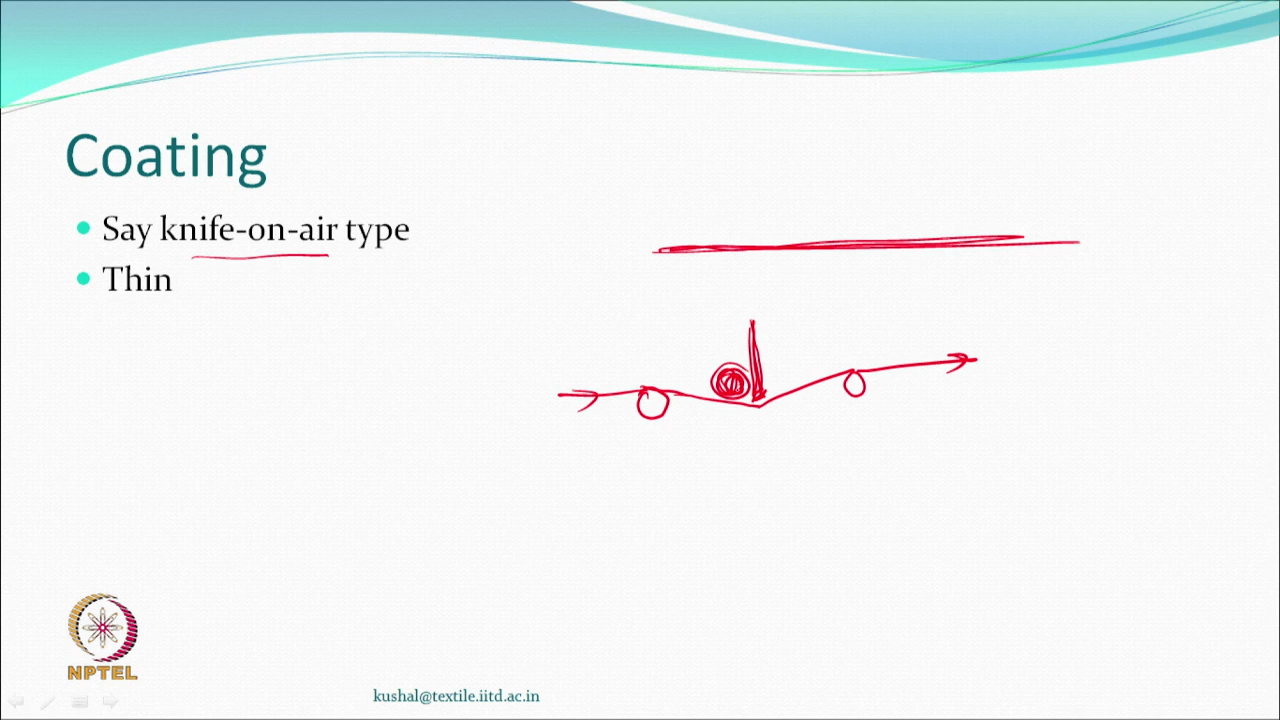 Coating
Say knife-on-air type
Thin
NPTEL
kushal@textile.iitd.ac.in